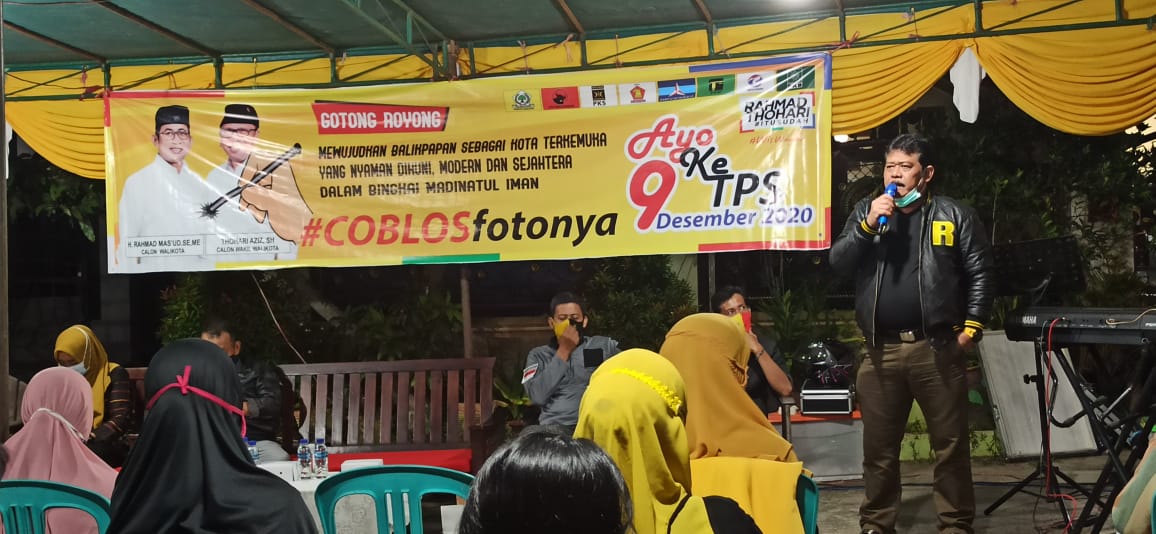 GOTONG ROYONG
MEWUJUDKAN BALIKPAPAN SEBAGAI KOTA TERKEMUKA
YANG NYAMAN DIHUNI, MODERN DAN SEJAHTERA
DALAM BINGKAI MADINATUL IMAN
#COBLOSfotonya
H. RAHMAD MAS'UD,SE,ME
CALON WALIKOTA
THOHARI AZIZ, SH
CALON WAKIL WALIKOTA
PKS
Ayo
Ke
9 TPS
Desember 2020
RAHMAD
THOHARI
#ITUSUDAH
R
YAMAHA